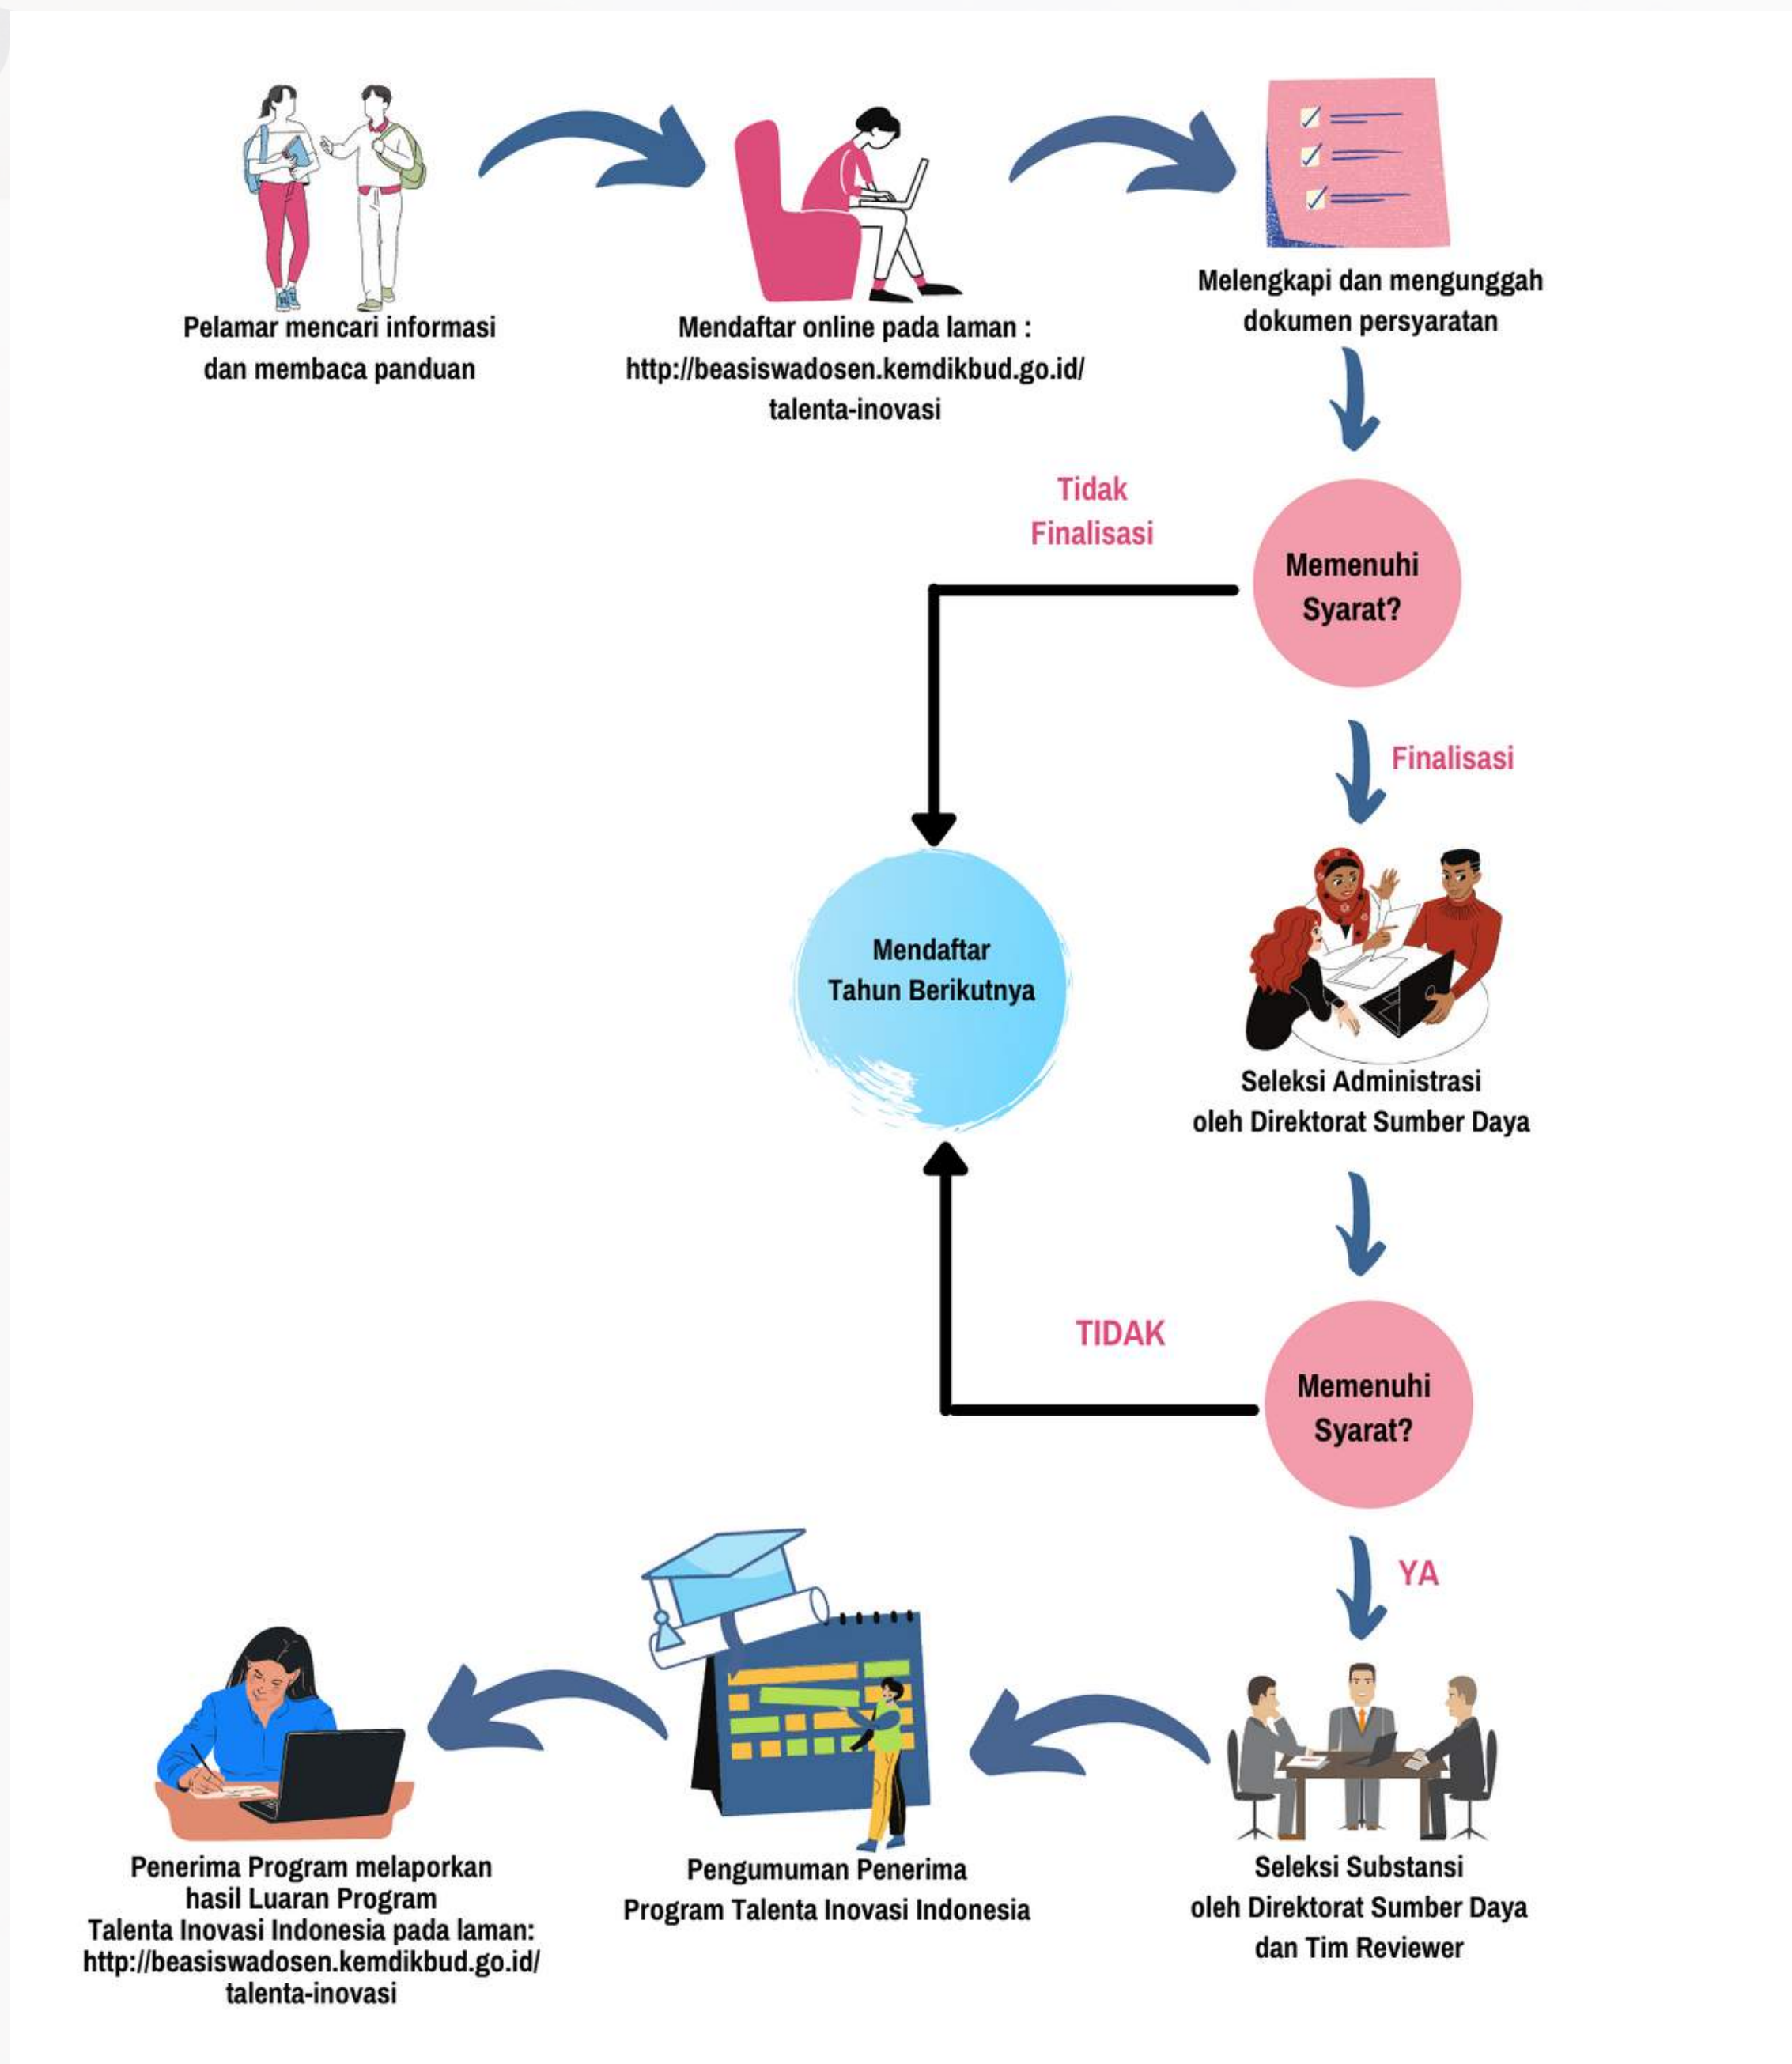 Pelamar mencari informasi
dan membaca panduan
Mendaftar online pada laman :
http://beasiswadosen.kemdikbud.go.id/
talenta-inovasi
Melengkapi dan mengunggah
dokumen persyaratan
Memenuhi
Syarat?
Tidak
Finalisasi
Finalisasi
Mendaftar
Tahun Berikutnya
Seleksi Administrasi
oleh Direktorat Sumber Daya
Memenuhi
Syarat?
TIDAK
YA
Seleksi Substansi
oleh Direktorat Sumber Daya
dan Tim Reviewer
Pengumuman Penerima
Program Talenta Inovasi Indonesia
Penerima Program melaporkan
hasil Luaran Program
Talenta Inovasi Indonesia pada laman:
http://beasiswadosen.kemdikbud.go.id/
talenta-inovasi